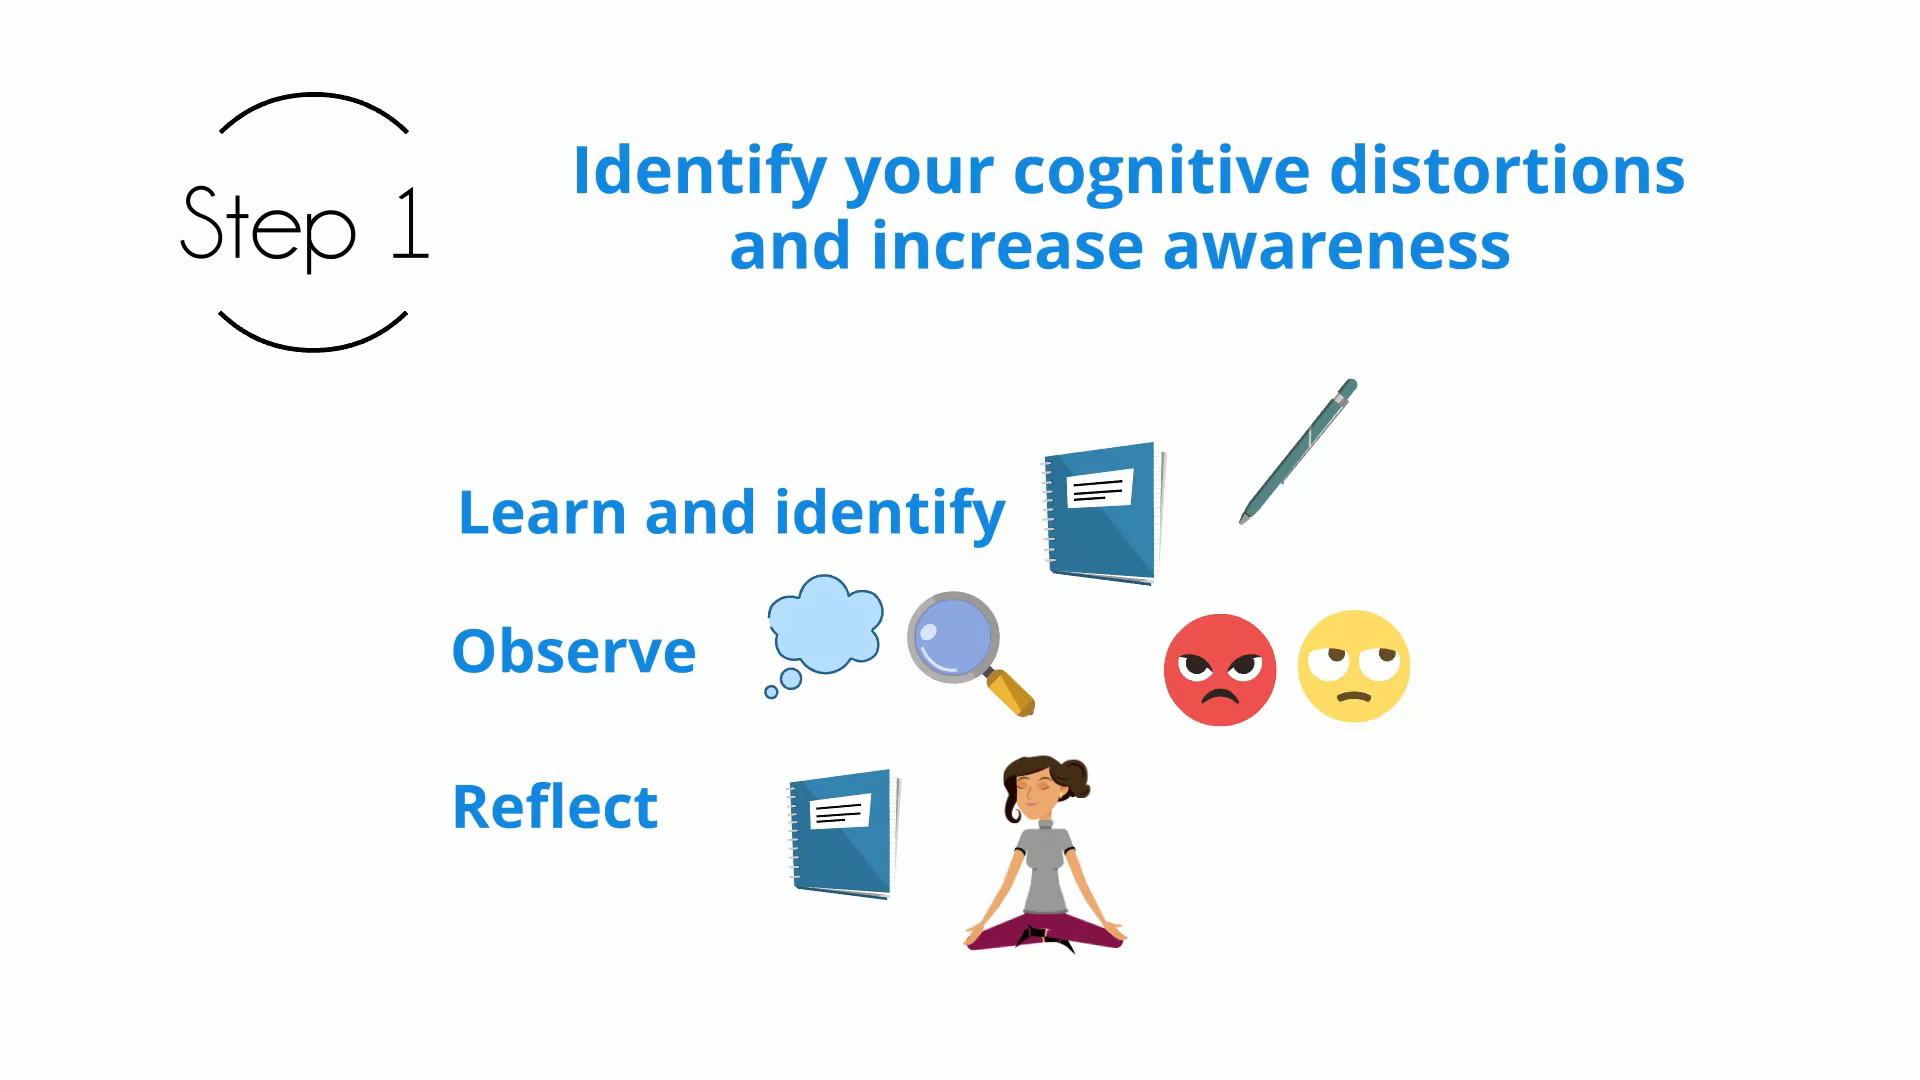 Step 1
Identify your cognitive distortions
and increase awareness
Learn and identify
Observe
Reflect